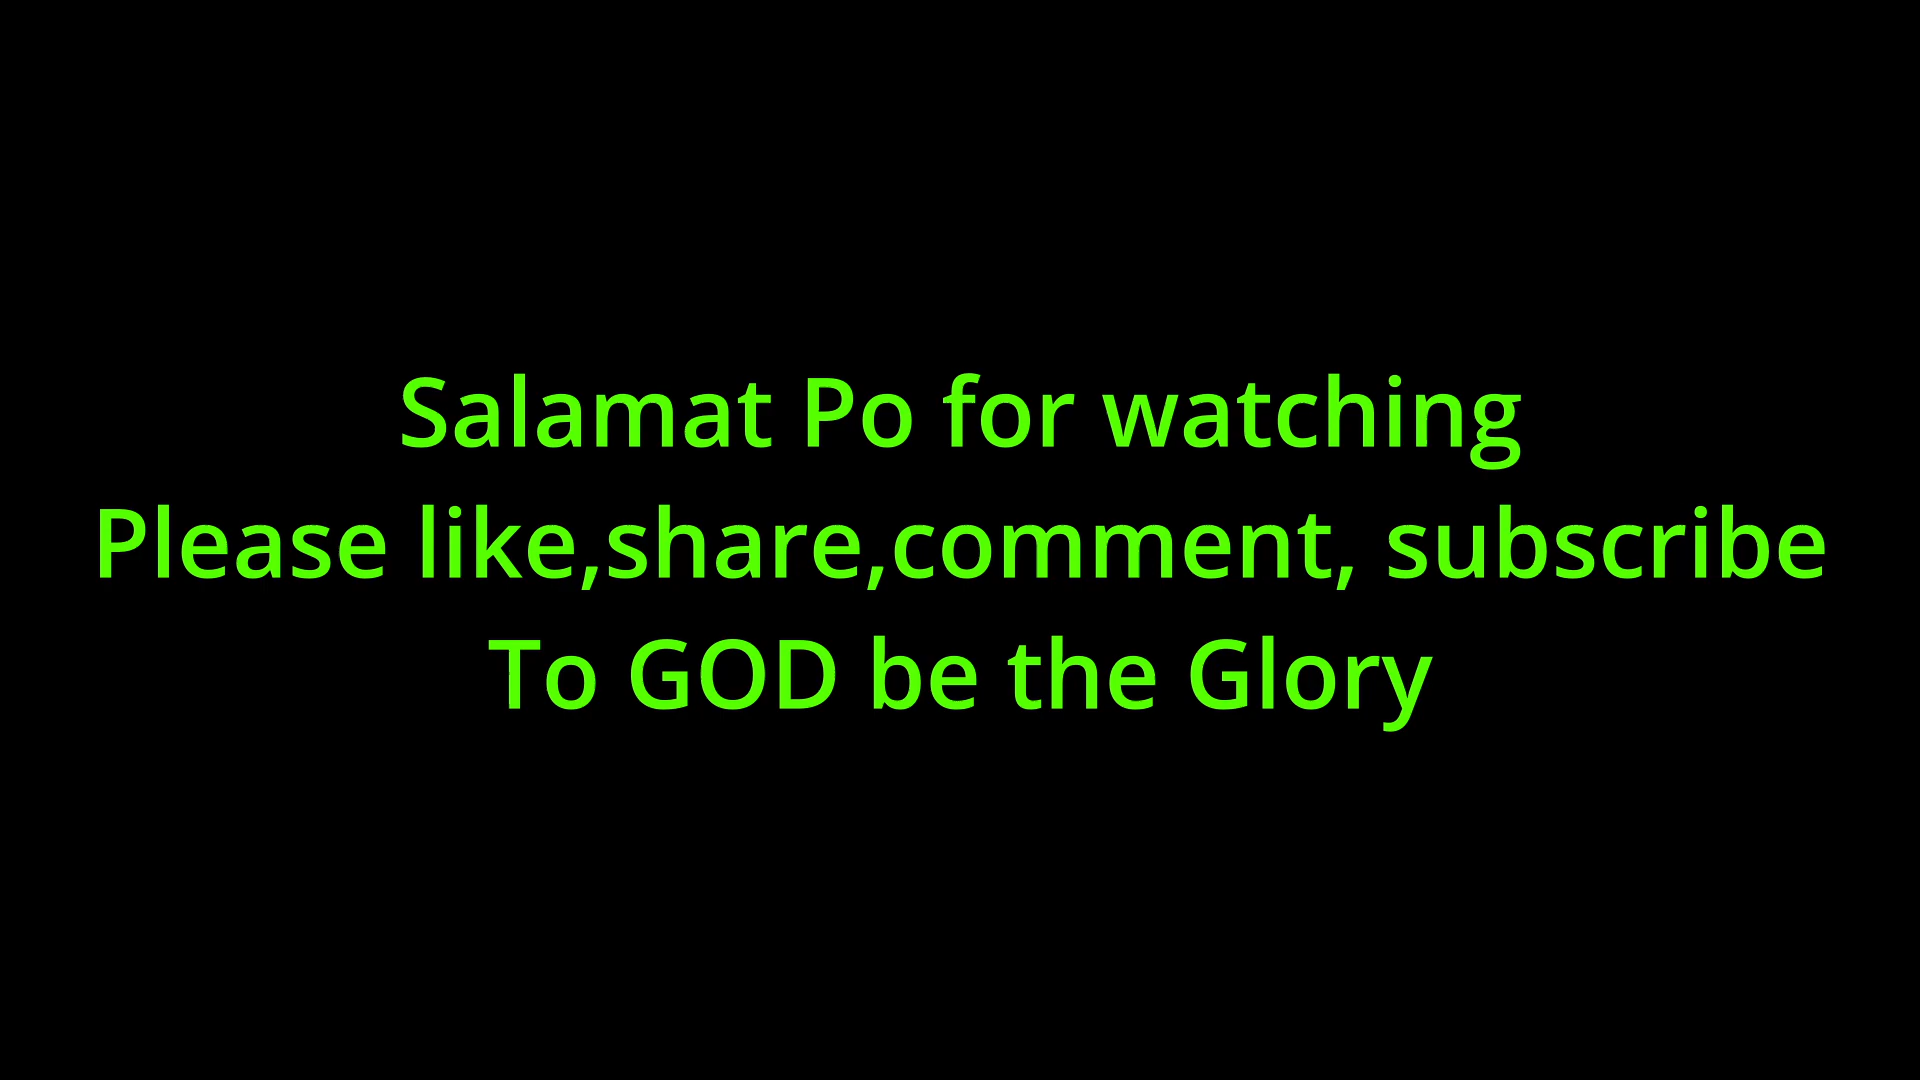 Salamat Po for watching
Please like,share,comment, subscribe
To GOD be the Glory